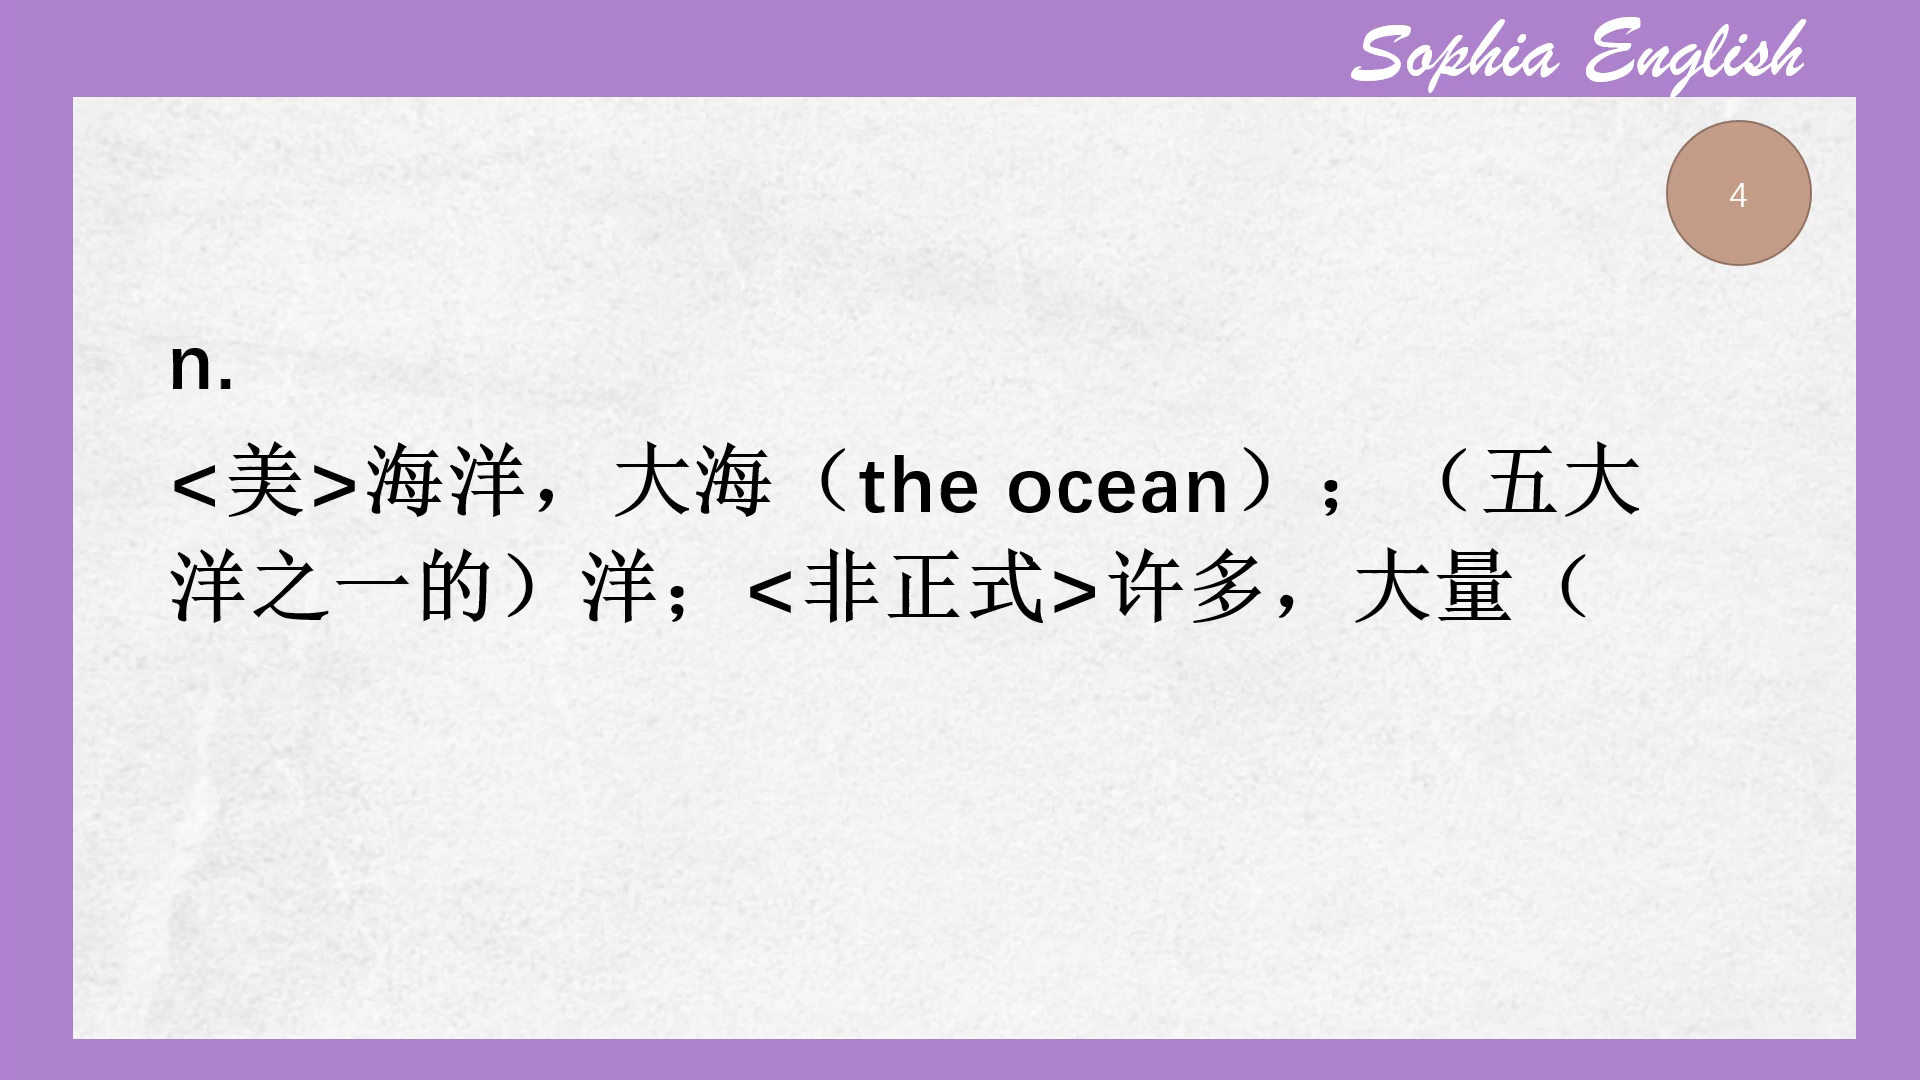 Sophia English
4
n.
<美>海洋，大海（the ocean）；（五大
洋之一的）洋；<非正式>许多，大量（